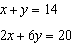 x + y = 14
2x + 6y = 20